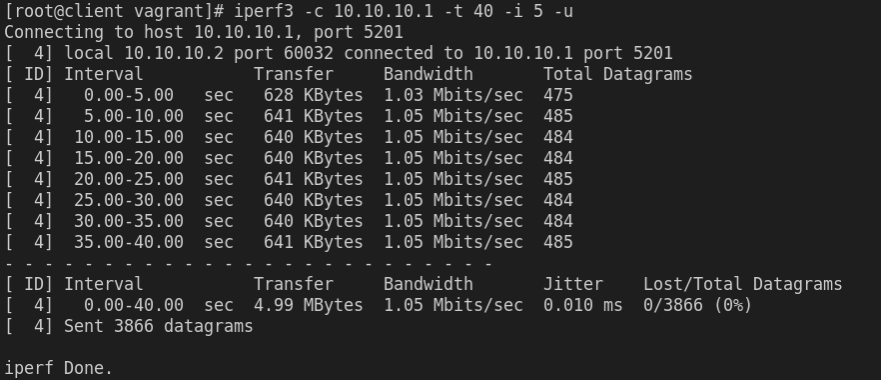 [root@client vagrant]# iperf3 -c 10.10.10.1 -t 40 -i 5 -u
Connecting to host 10.10.10.1, port 5201
[  4] local 10.10.10.2 port 60032 connected to 10.10.10.1 port 5201
[ ID] Interval           Transfer     Bandwidth       Total Datagrams
[  4]   0.00-5.00   sec   628 KBytes  1.03 Mbits/sec  475
[  4]   5.00-10.00  sec   641 KBytes  1.05 Mbits/sec  485
[  4]  10.00-15.00  sec   640 KBytes  1.05 Mbits/sec  484
[  4]  15.00-20.00  sec   640 KBytes  1.05 Mbits/sec  484
[  4]  20.00-25.00  sec   641 KBytes  1.05 Mbits/sec  485
[  4]  25.00-30.00  sec   640 KBytes  1.05 Mbits/sec  484
[  4]  30.00-35.00  sec   640 KBytes  1.05 Mbits/sec  484
[  4]  35.00-40.00  sec   641 KBytes  1.05 Mbits/sec  485
- - - - - - - - - - - - - - - - - - - - - - - - -
[ ID] Interval           Transfer     Bandwidth       Jitter    Lost/Total Datagrams
[  4]   0.00-40.00  sec  4.99 MBytes  1.05 Mbits/sec  0.010 ms  0/3866 (0%)
[  4] Sent 3866 datagrams
iperf Done.